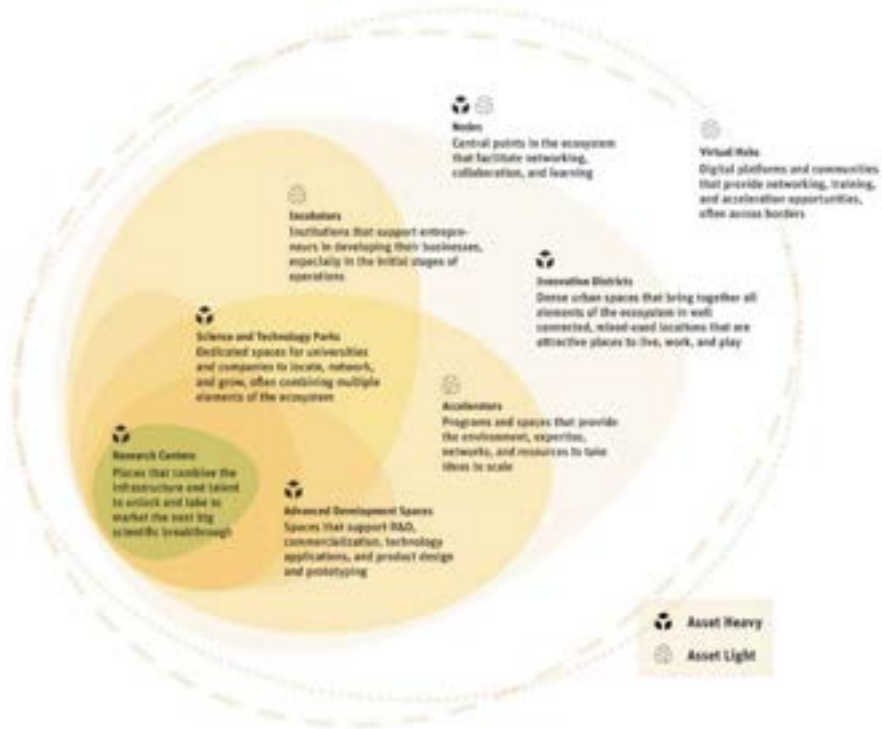 Nodes
Central points in the ecosystem
that facilitate networking,
collaboration, and learning
Virtual Hubs
Digital platforms and communities
that provide networking, training,
and acceleration opportunities,
often across borders
Incubators
Institutions that support entrepre-
neurs in developing their businesses,
especially in the initial stages of
operations
Innovation Districts
Dense urban spaces that bring together all
elements of the ecosystem in well
connected, mixed-used locations that are
attractive places to live, work, and play
Science and Technology Parks
Dedicated spaces for universities
and companies to locate, network,
and grow, often combining multiple
elements of the ecosystem
Accelerators
Programs and spaces that provide
the environment, expertise,
networks, and resources to take
ideas to scale
Research Centers
Places that combine the
infrastructure and talent
to unlock and take to
market the next big
scientific breakthrough
Advanced Development Spaces
Spaces that support R&D,
commercialization, technology
applications, and product design
and prototyping
Asset Heavy
Asset Light